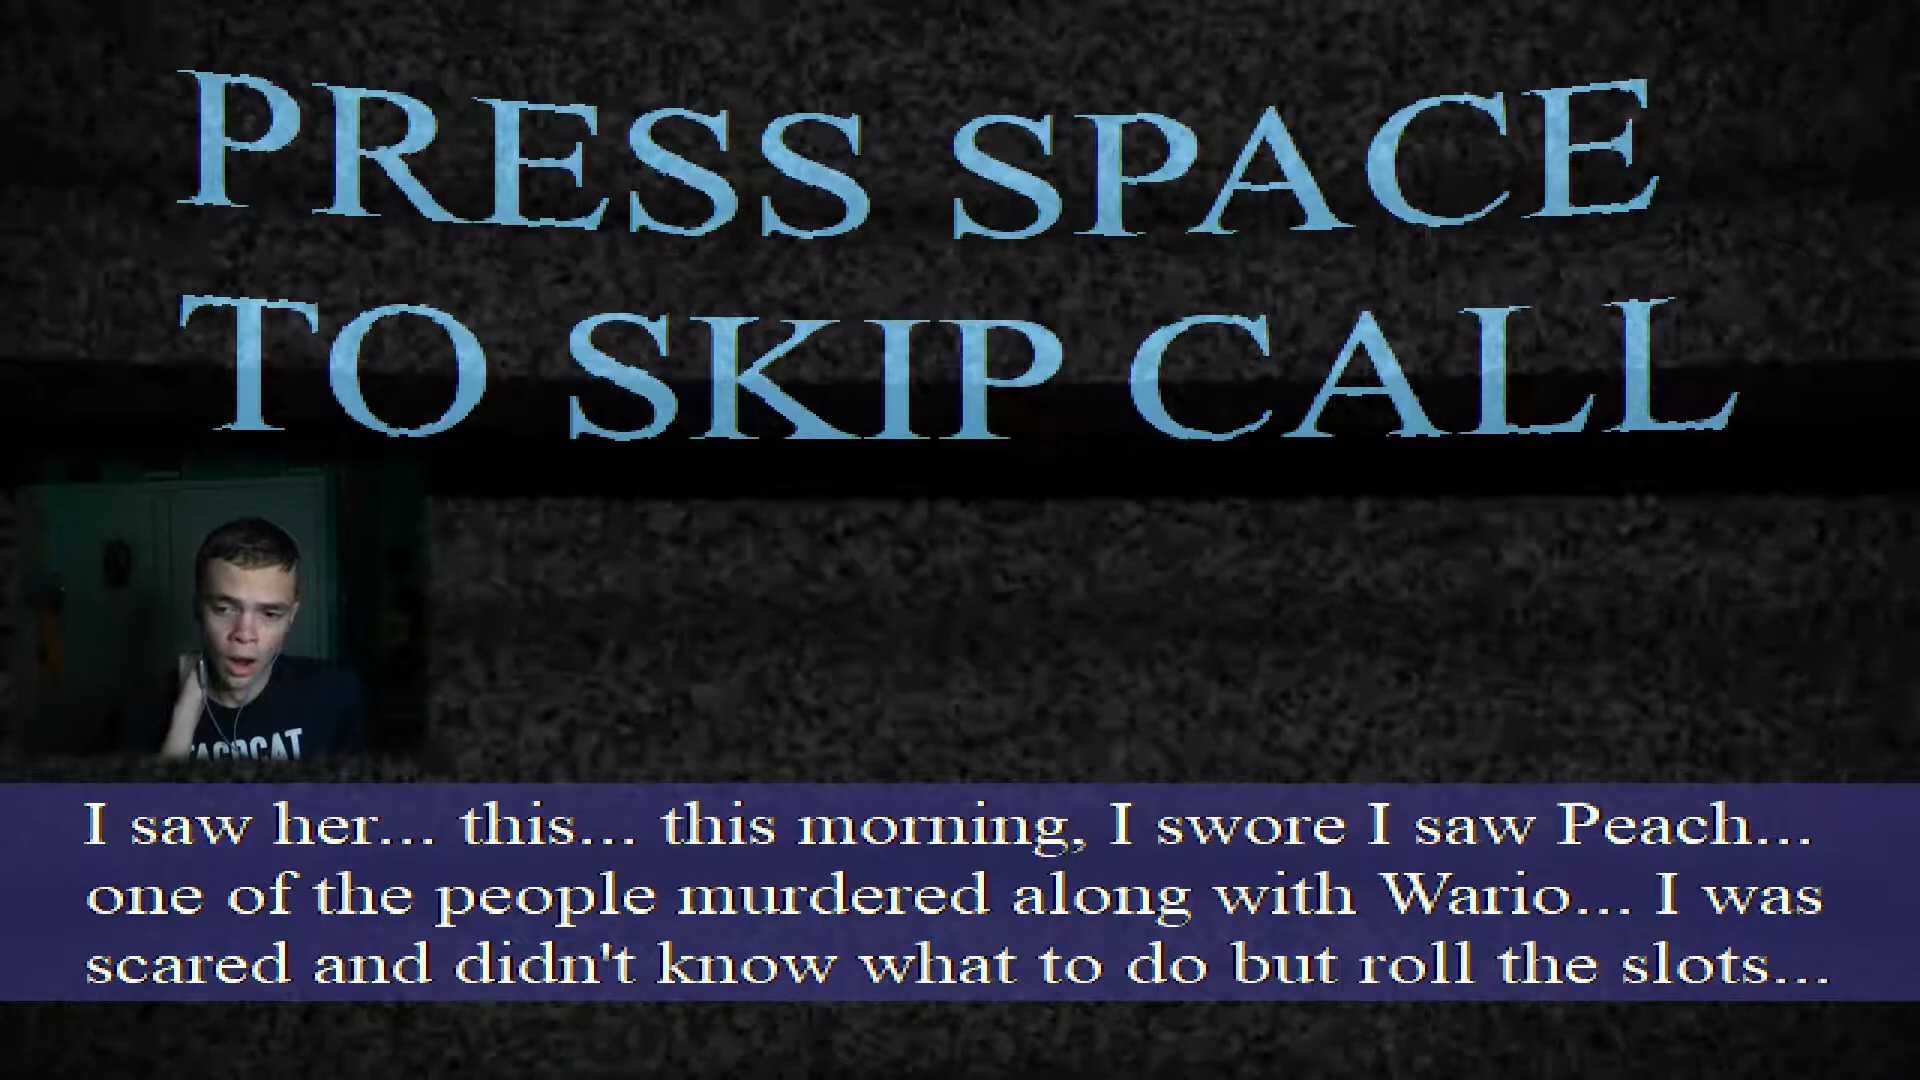 PRESS SPACE
TO SKIP CALL
TACOCAT
I saw her... this... this morning, I swore I saw Peach...
one of the people murdered along with Wario... I was
scared and didn't know what to do but roll the slots...